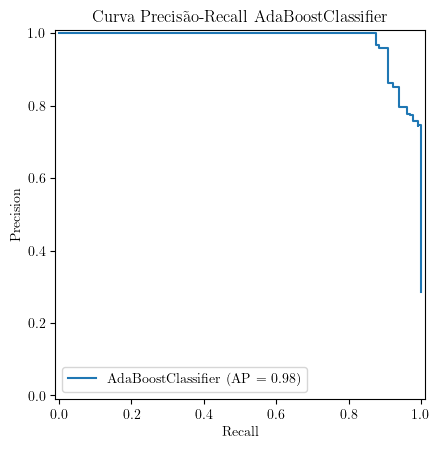 Curva Precisão-Recall AdaBoostClassifier
1.0
0.8
0.6
0.4
0.2
0.0
Precision
AdaBoostClassifier (AP = 0.98)
0.0 0.2 0.4 0.6 0.8 1.0
Recall